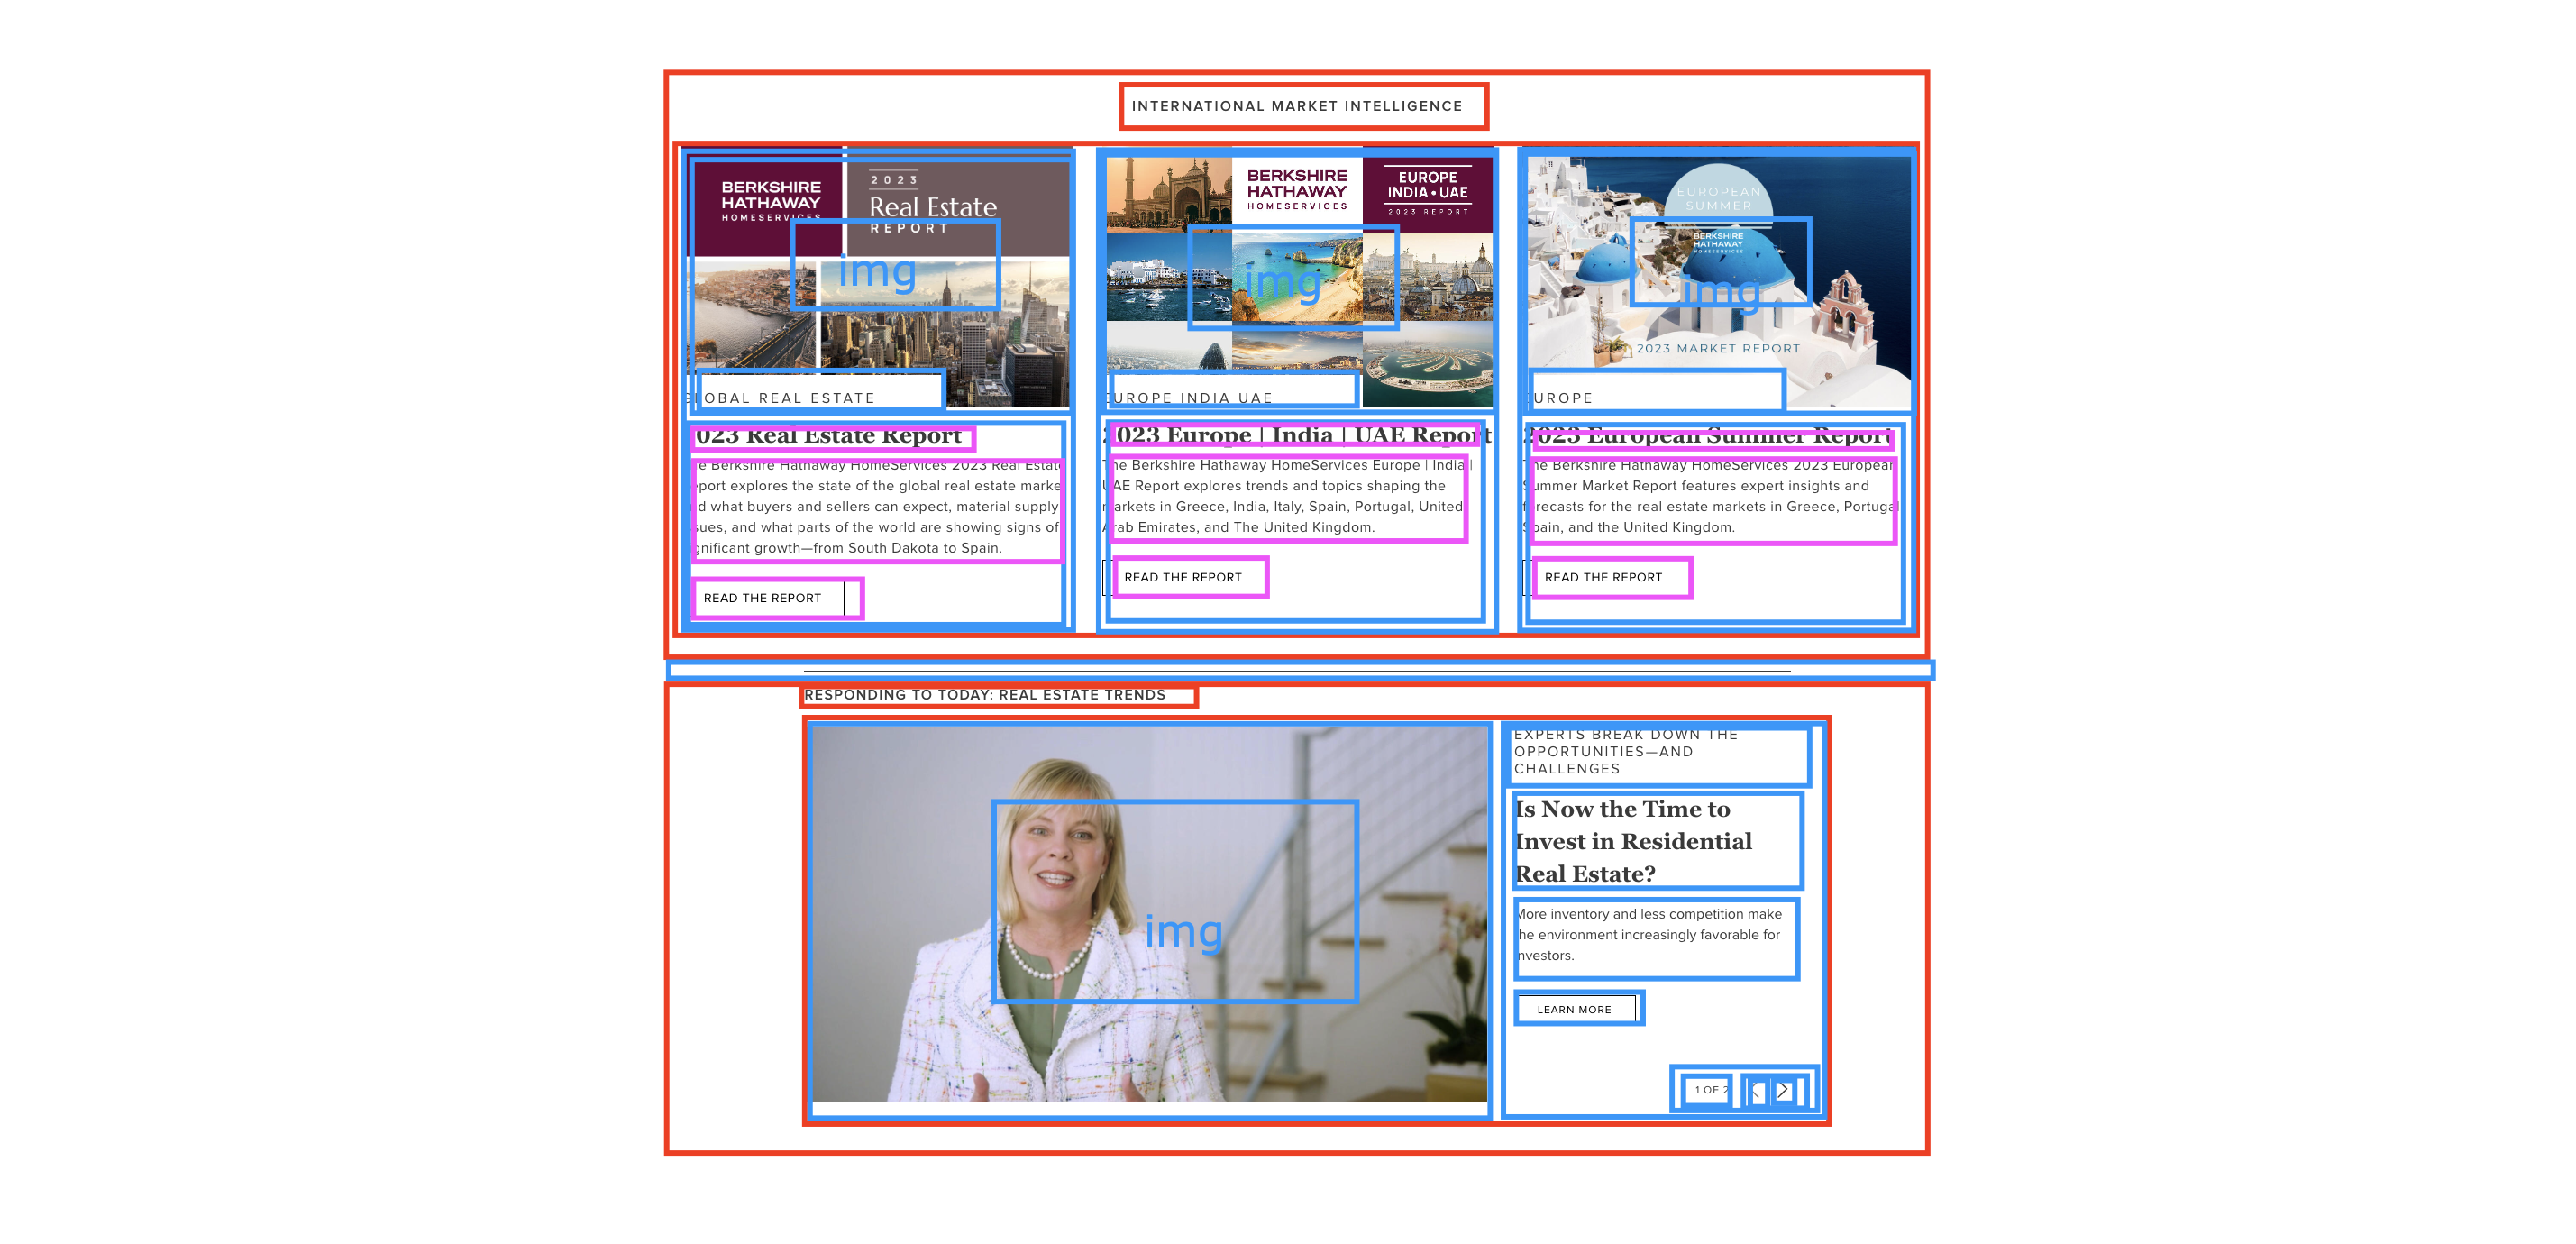 INTERNATIONAL MARKET INTELLIGENCE
BERKSHIRE
HATHAWAY
HOMESERVICES
2023
Real Estate
REPORT
img
GLOBAL REAL ESTATE
023 Real Estate Report
e Berkshire Hathaway HomeServices 2023 Real Estate
port explores the state of the global real estate marke
d what buyers and sellers can expect, material supply
sues, and what parts of the world are showing signs of
gnificant growth—from South Dakota to Spain.
READ THE REPORT
BERKSHIRE
HATHAWAY
HOMESERVICES
EUROPE
INDIA • UAE
2023 REPORT
img
EUROPE INDIA UAE
2023 Europe | India | UAE Report
The Berkshire Hathaway HomeServices Europe | India |
UAE Report explores trends and topics shaping the
markets in Greece, India, Italy, Spain, Portugal, United
Arab Emirates, and The United Kingdom.
READ THE REPORT
EUROPEAN
SUMMER
BERKSHIRE
HATHAWAY
HOMESERVICES
img
2023 MARKET REPORT
EUROPE
2023 European Summer Report
The Berkshire Hathaway HomeServices 2023 European
Summer Market Report features expert insights and
forecasts for the real estate markets in Greece, Portugal
Spain, and the United Kingdom.
READ THE REPORT
RESPONDING TO TODAY: REAL ESTATE TRENDS
img
EXPERTS BREAK DOWN THE
OPPORTUNITIES—AND
CHALLENGES
Is Now the Time to
Invest in Residential
Real Estate?
More inventory and less competition make
the environment increasingly favorable for
investors.
LEARN MORE
1 OF 2